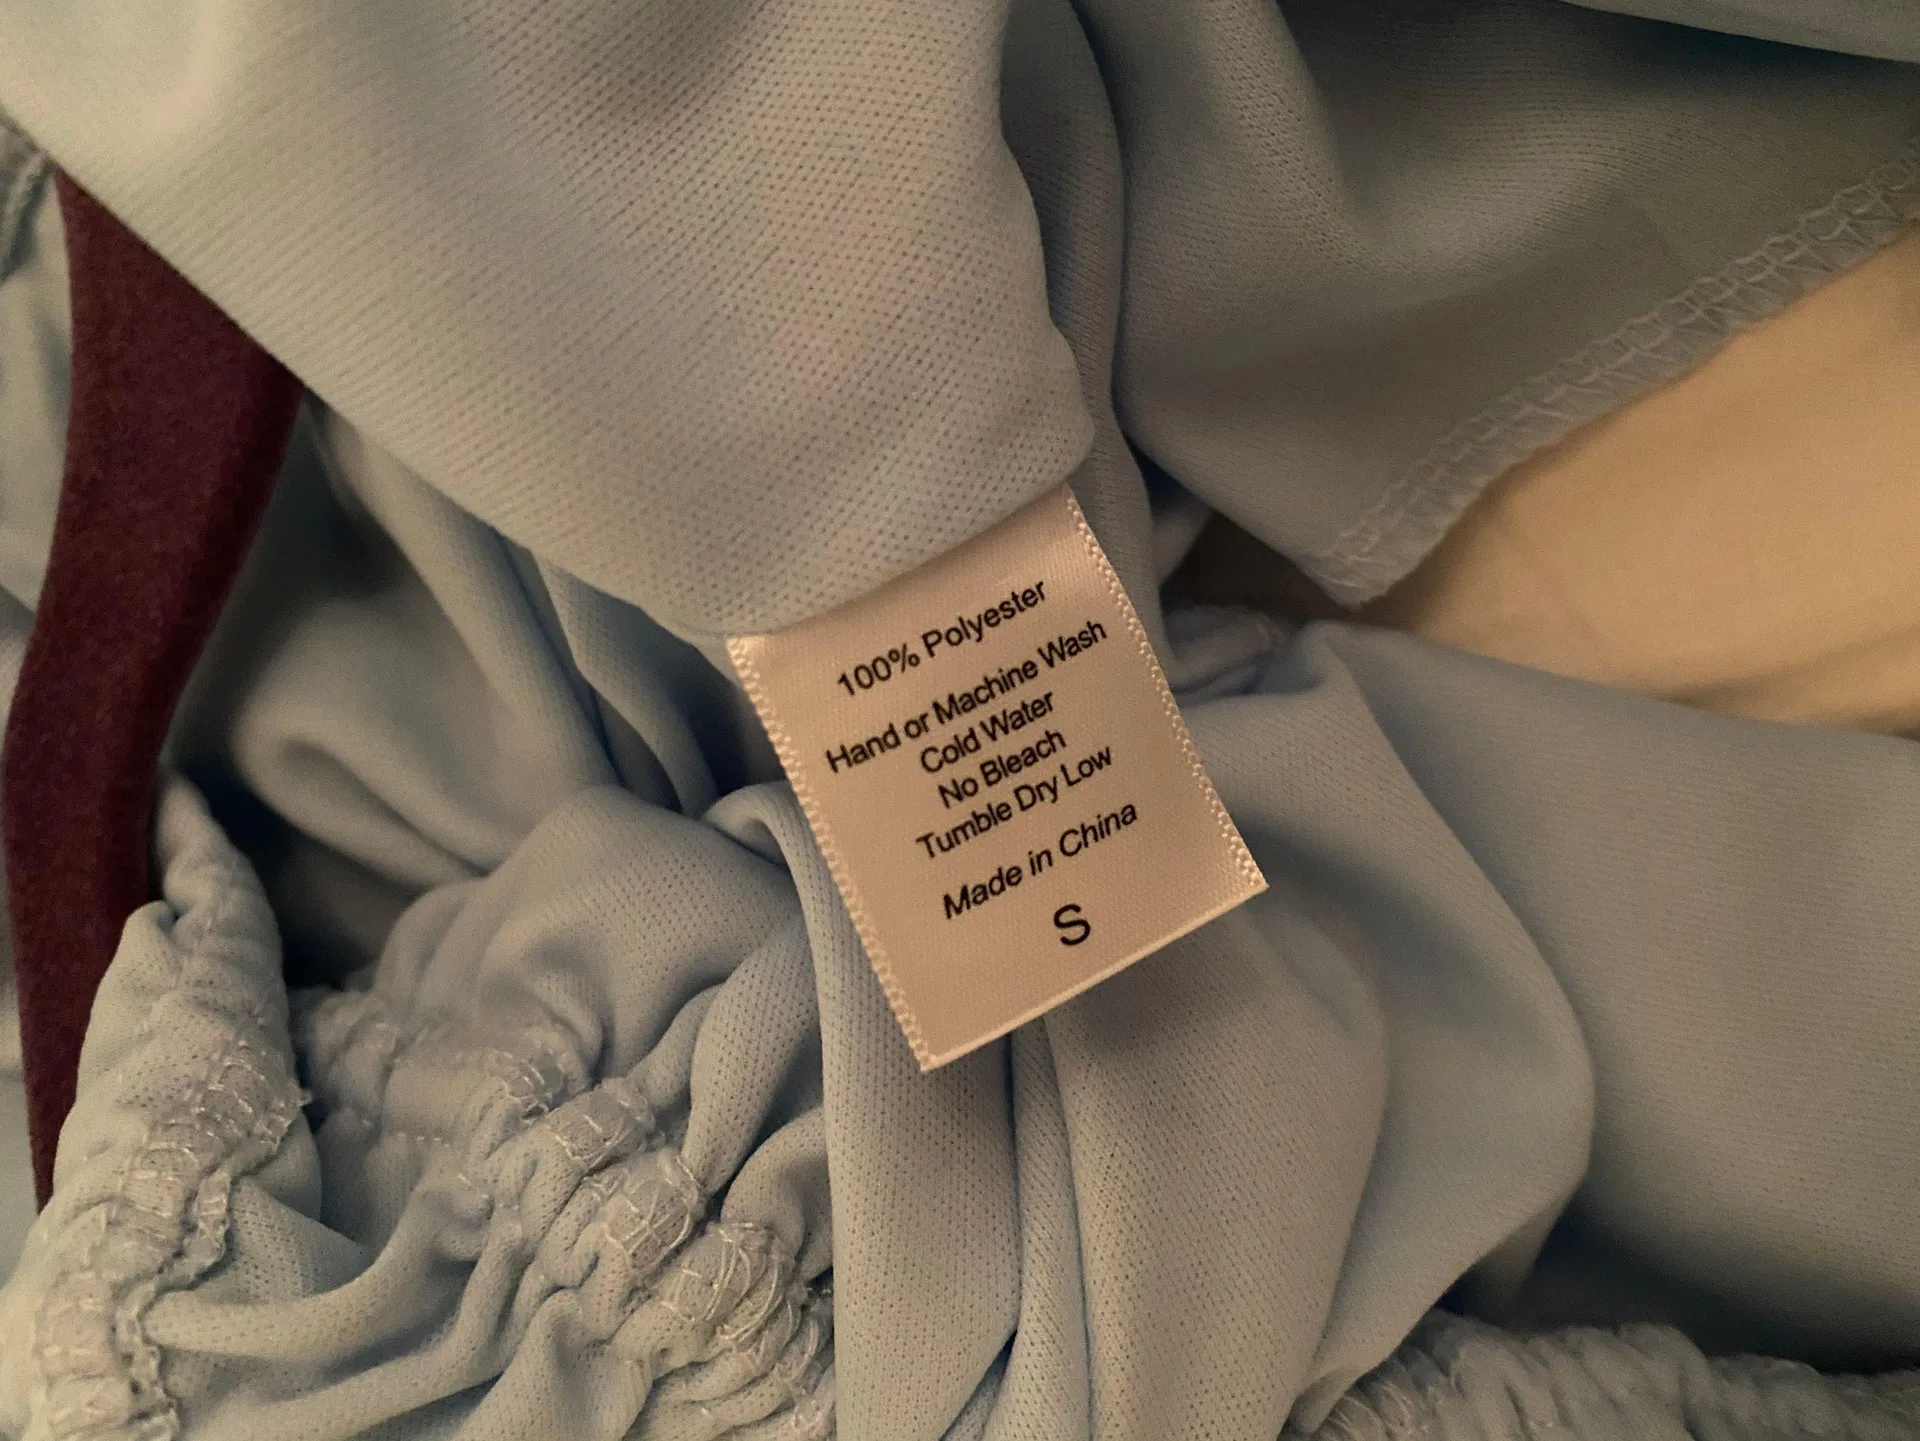 100% Polyester
Hand or Machine Wash
Cold Water
No Bleach
Tumble Dry Low
Made in China
S